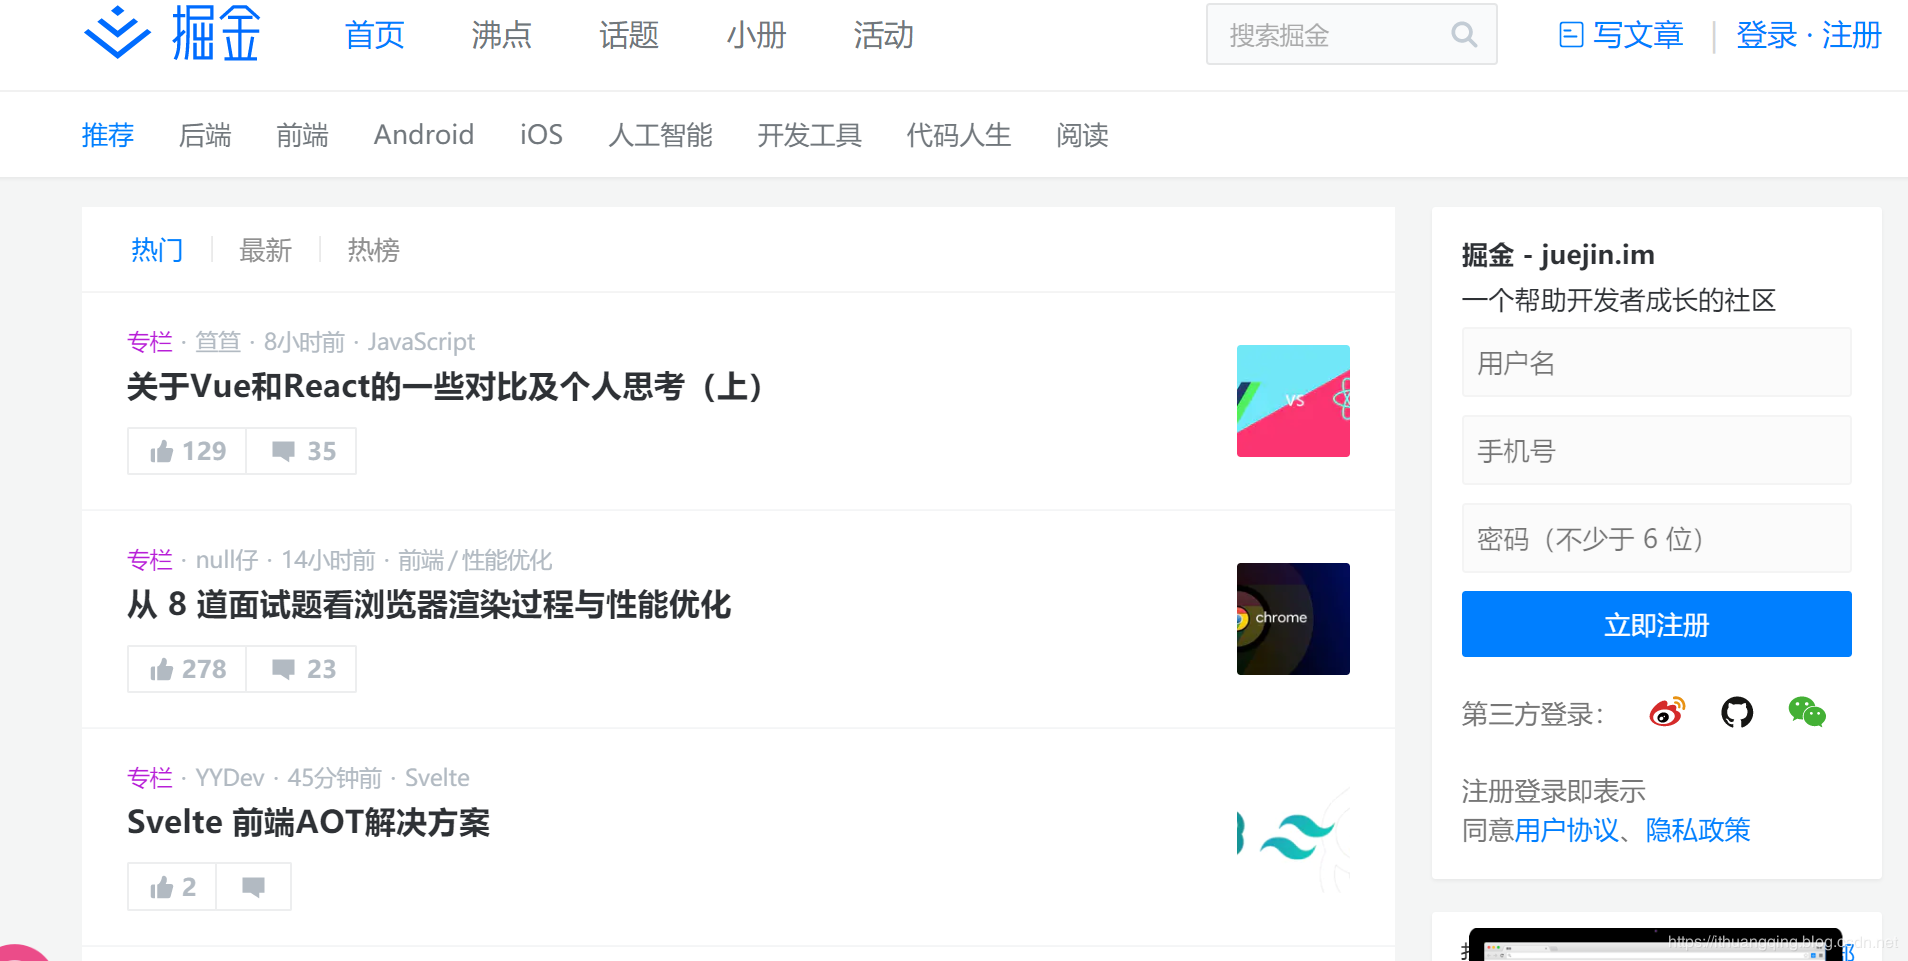 掘金 首页 沸点 话题 小册 活动 搜索掘金 写文章 | 登录 · 注册
推荐 后端 前端 Android iOS 人工智能 开发工具 代码人生 阅读
热门 | 最新 | 热榜
专栏 · 笪笪 · 8小时前 · JavaScript
关于Vue和React的一些对比及个人思考（上）
129 35
VS
专栏 · null仔 · 14小时前 · 前端 / 性能优化
从 8 道面试题看浏览器渲染过程与性能优化
278 23
chrome
专栏 · YYDev · 45分钟前 · Svelte
Svelte 前端AOT解决方案
2
掘金 - juejin.im
一个帮助开发者成长的社区
用户名
手机号
密码（不少于 6 位）
立即注册
第三方登录：
注册登录即表示
同意用户协议、隐私政策
https://ithuangqing.blog.csdn.net